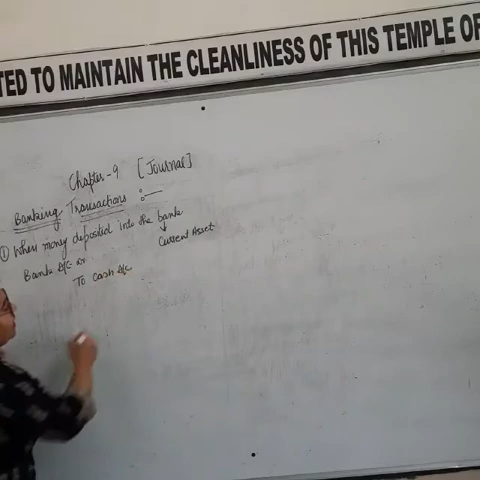 TED TO MAINTAIN THE CLEANLINESS OF THIS TEMPLE OF
Chapter-9 [Journal]
Banking Transactions :-
① When money deposited into the bank
↓
Current Asset
Bank A/C Dr.
To Cash A/C